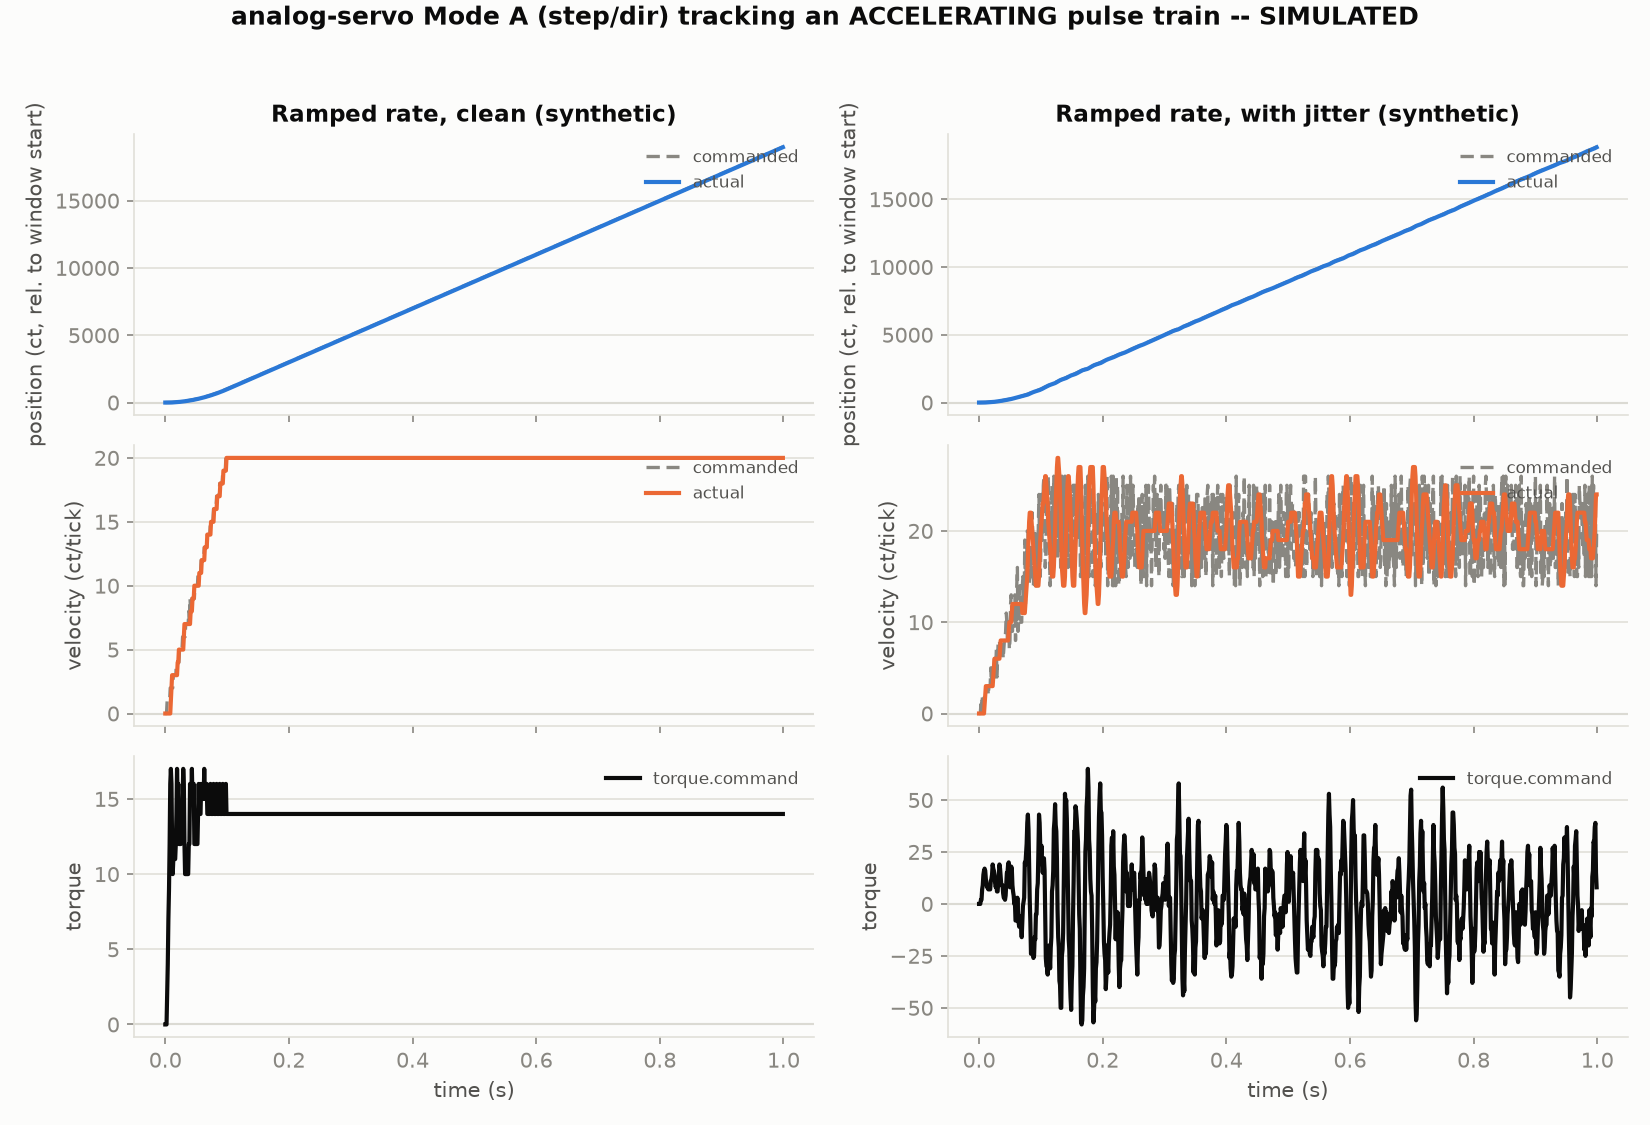 analog-servo Mode A (step/dir) tracking an ACCELERATING pulse train -- SIMULATED
Ramped rate, clean (synthetic)
position (ct, rel. to window start)
15000
10000
5000
0
commanded
actual
Ramped rate, with jitter (synthetic)
position (ct, rel. to window start)
15000
10000
5000
0
commanded
actual
velocity (ct/tick)
20
15
10
5
0
commanded
actual
velocity (ct/tick)
20
10
0
commanded
actual
torque
15
10
5
0
torque.command
0.0 0.2 0.4 0.6 0.8 1.0
time (s)
torque
50
25
0
−25
−50
torque.command
0.0 0.2 0.4 0.6 0.8 1.0
time (s)